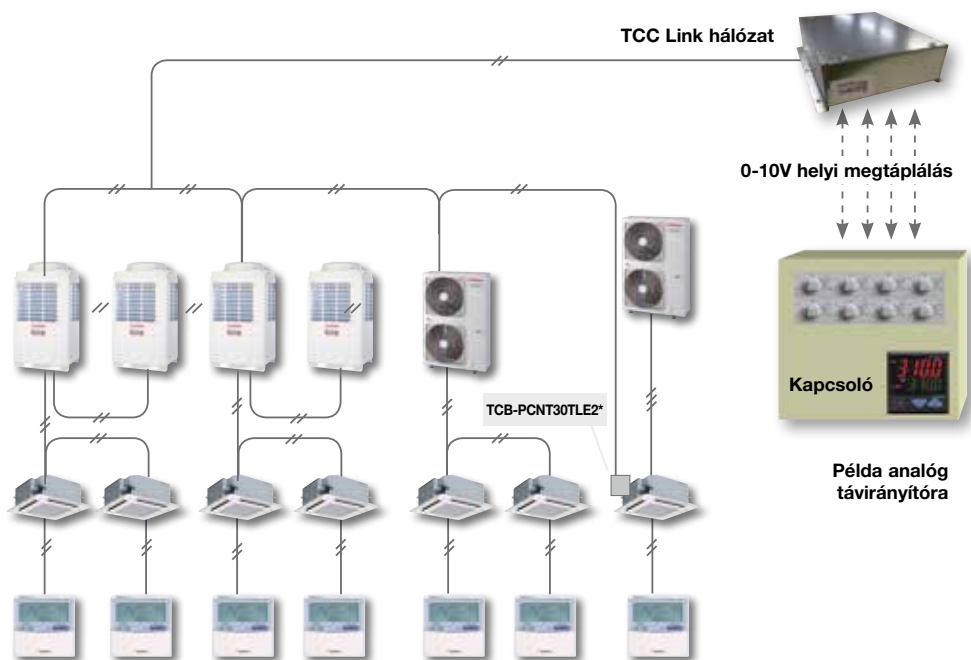 TCC Link hálózat
0-10V helyi megtáplálás
Kapcsoló
TCB-PCNT30TLE2*
Példa analóg
távirányítóra